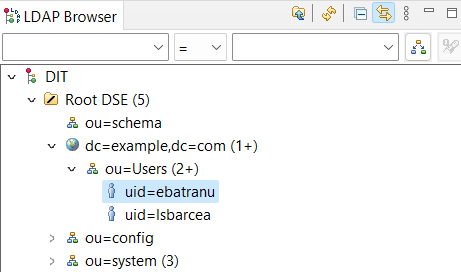 LDAP Browser
=
DIT
Root DSE (5)
ou=schema
dc=example,dc=com (1+)
ou=Users (2+)
uid=ebatranu
uid=lsbarcea
ou=config
ou=system (3)